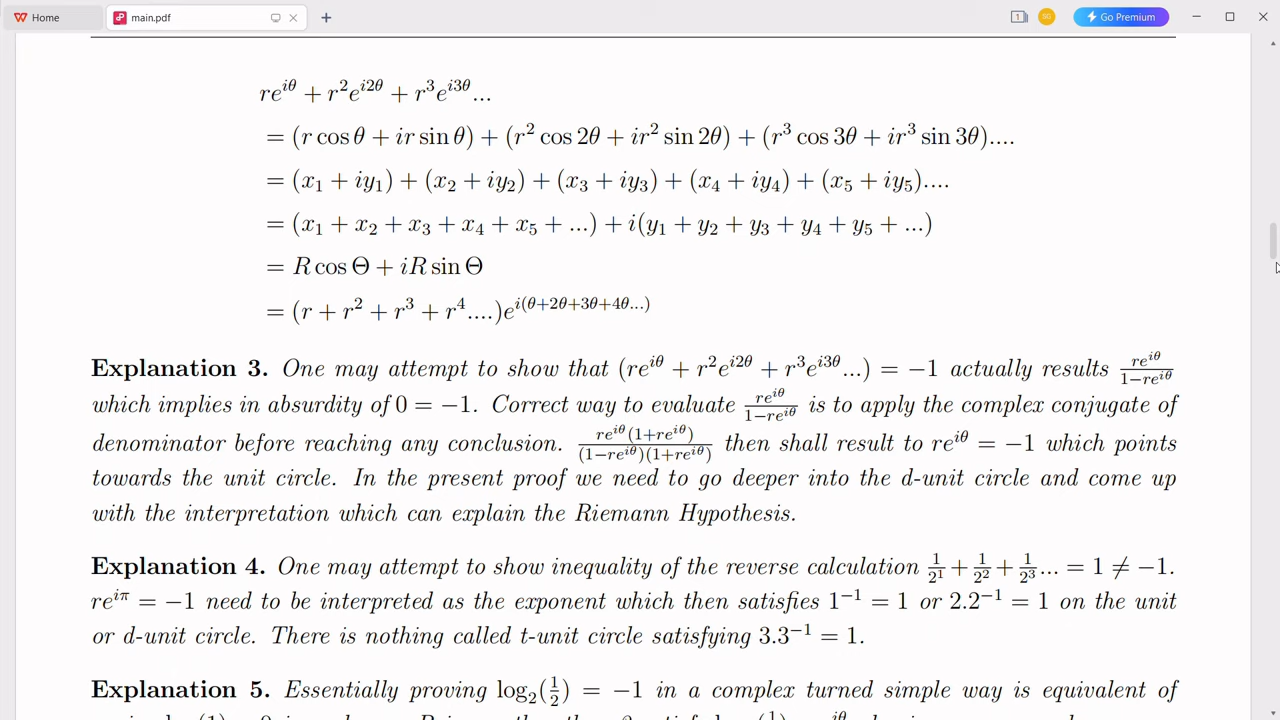 Home
main.pdf
1
SG
Go Premium
re^{iθ} + r^2e^{i2θ} + r^3e^{i3θ}...
= (r cos θ + ir sin θ) + (r^2 cos 2θ + ir^2 sin 2θ) + (r^3 cos 3θ + ir^3 sin 3θ)....
= (x_1 + iy_1) + (x_2 + iy_2) + (x_3 + iy_3) + (x_4 + iy_4) + (x_5 + iy_5)....
= (x_1 + x_2 + x_3 + x_4 + x_5 + ...) + i(y_1 + y_2 + y_3 + y_4 + y_5 + ...)
= R cos Θ + iR sin Θ
= (r + r^2 + r^3 + r^4....)e^{i(θ+2θ+3θ+4θ...)}
Explanation 3. One may attempt to show that (re^{iθ} + r^2e^{i2θ} + r^3e^{i3θ}...) = −1 actually results \frac{re^{iθ}}{1−re^{iθ}}
which implies in absurdity of 0 = −1. Correct way to evaluate \frac{re^{iθ}}{1−re^{iθ}} is to apply the complex conjugate of
denominator before reaching any conclusion. \frac{re^{iθ}(1+re^{iθ})}{(1−re^{iθ})(1+re^{iθ})} then shall result to re^{iθ} = −1 which points
towards the unit circle. In the present proof we need to go deeper into the d-unit circle and come up
with the interpretation which can explain the Riemann Hypothesis.
Explanation 4. One may attempt to show inequality of the reverse calculation \frac{1}{2^1} + \frac{1}{2^2} + \frac{1}{2^3}... = 1 ≠ −1.
re^{iπ} = −1 need to be interpreted as the exponent which then satisfies 1^{−1} = 1 or 2.2^{−1} = 1 on the unit
or d-unit circle. There is nothing called t-unit circle satisfying 3.3^{−1} = 1.
Explanation 5. Essentially proving log_2(\frac{1}{2}) = −1 in a complex turned simple way is equivalent of